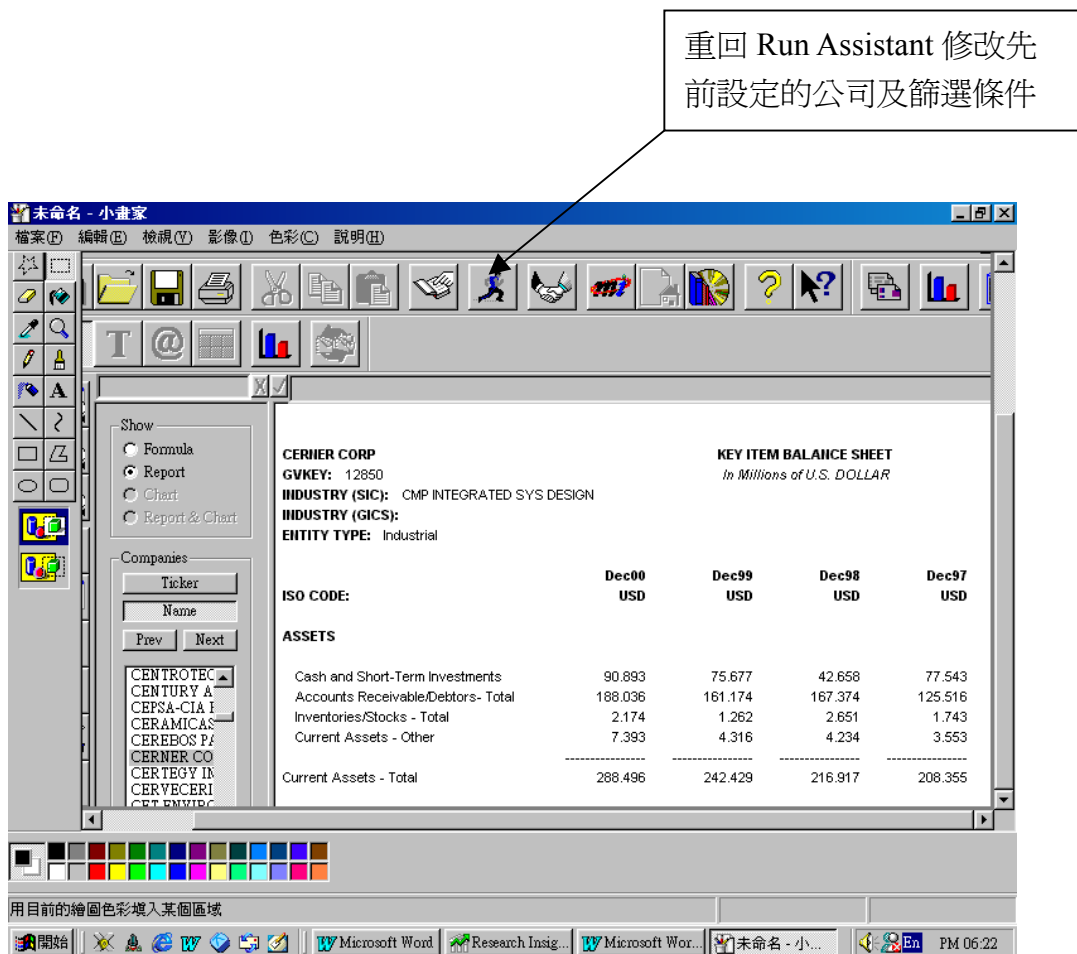 重回 Run Assistant 修改先
前設定的公司及篩選條件
未命名 - 小畫家
檔案(F) 編輯(E) 檢視(V) 影像(I) 色彩(C) 說明(H)
T @
A
Show
Formula
Report
Chart
Report & Chart
Companies
Ticker
Name
Prev Next
CENTROTEC
CENTURY A
CEPSA-CIA
CERAMICAS
CEREBOS PA
CERNER CO
CERTEGY IN
CERVECERI
CERNER CORP KEY ITEM BALANCE SHEET
GVKEY: 12850 In Millions of U.S. DOLLAR
INDUSTRY (SIC): CMP INTEGRATED SYS DESIGN
INDUSTRY (GICS):
ENTITY TYPE: Industrial
Dec00 Dec99 Dec98 Dec97
ISO CODE: USD USD USD USD
ASSETS
Cash and Short-Term Investments 90.893 75.677 42.658 77.543
Accounts Receivable/Debtors- Total 188.036 161.174 167.374 125.516
Inventories/Stocks - Total 2.174 1.262 2.651 1.743
Current Assets - Other 7.393 4.316 4.234 3.553
--------------- --------------- --------------- ---------------
Current Assets - Total 288.496 242.429 216.917 208.355
用目前的繪圖色彩填入某個區域
開始 Microsoft Word Research Insig... Microsoft Wor... 未命名 - 小... En PM 06:22